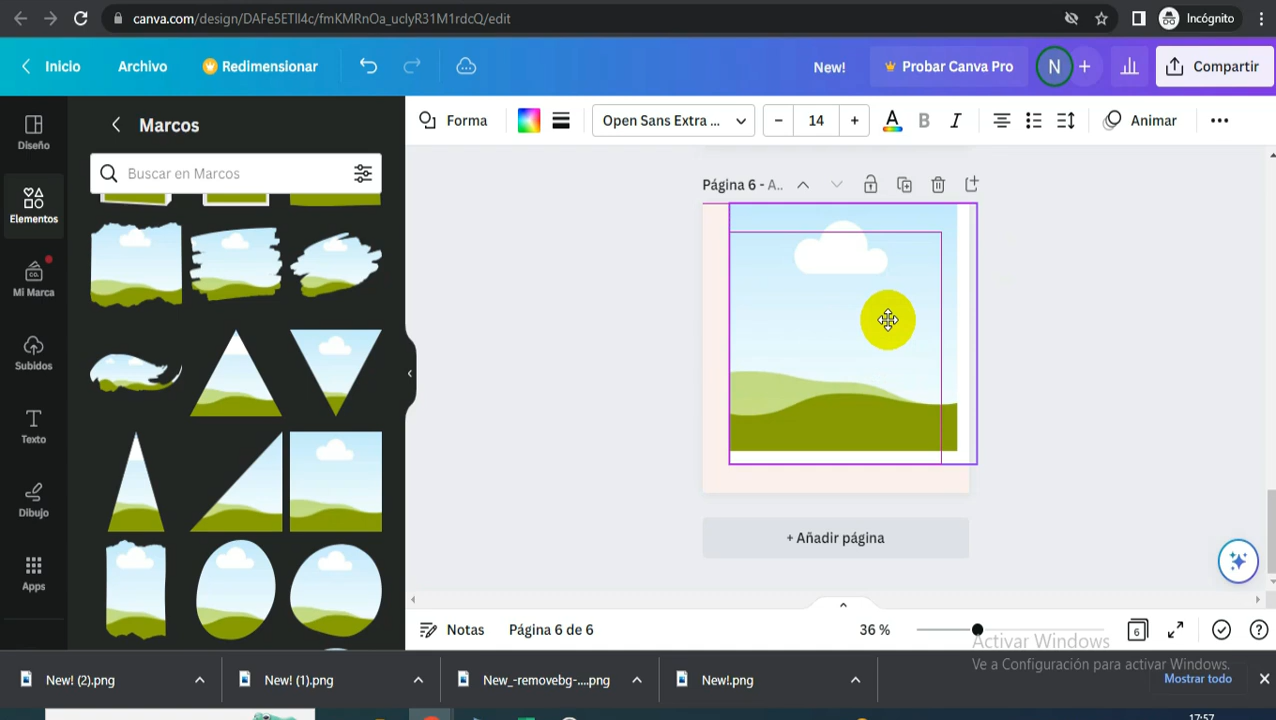 canva.com/design/DAFe5ETIl4c/fmKMRnOa_uclyR31M1rdcQ/edit
Incógnito
Inicio
Archivo
Redimensionar
New!
Probar Canva Pro
N
Compartir
Diseño
Elementos
Mi Marca
Subidos
Texto
Dibujo
Apps
Marcos
Buscar en Marcos
Forma
Open Sans Extra ...
14
A
B
I
Animar
Página 6 - A..
+ Añadir página
Notas
Página 6 de 6
36 %
6
Activar Windows
Ve a Configuración para activar Windows.
New! (2).png
New! (1).png
New_-removebg-....png
New!.png
Mostrar todo
17:57